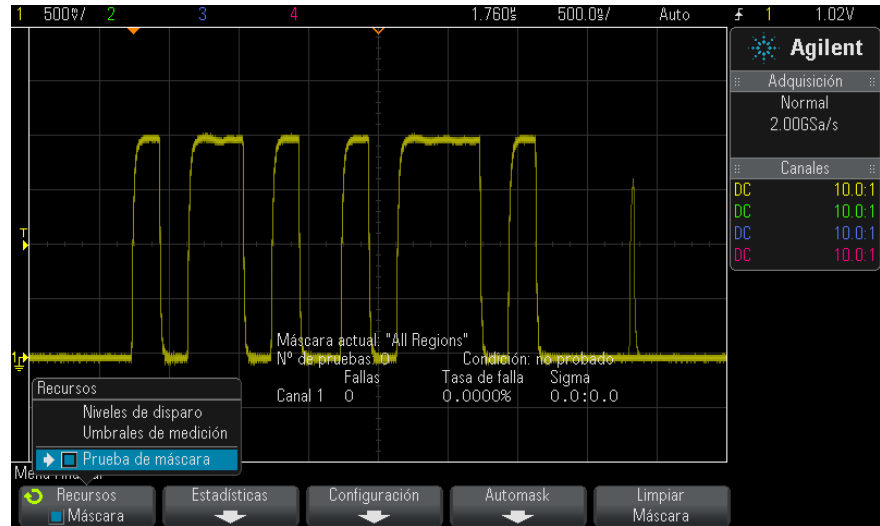 1 500♥/ 2 3 4 1.760s 500.0s/ Auto 1 1.02V
Agilent
Adquisición
Normal
2.00GSa/s
Canales
DC 10.0:1
DC 10.0:1
DC 10.0:1
DC 10.0:1
T
1
Máscara actual: "All Regions"
Nº de pruebas: 0 Condición: no probado
Fallas Tasa de falla Sigma
Canal 1 0 0.0000% 0.0:0.0
Recursos
Niveles de disparo
Umbrales de medición
Prueba de máscara
Recursos Estadísticas Configuración Automask Limpiar
Máscara Máscara